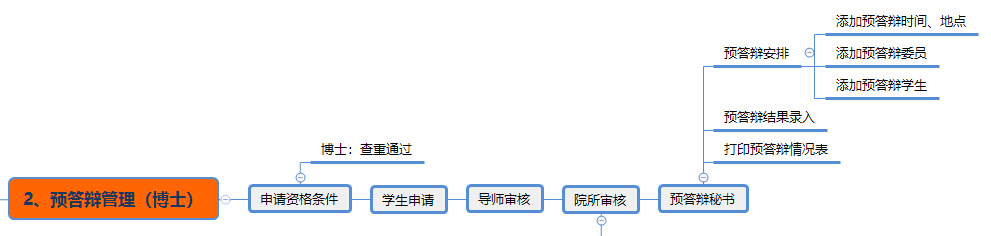 添加预答辩时间、地点
预答辩安排
添加预答辩委员
添加预答辩学生
预答辩结果录入
博士：查重通过
打印预答辩情况表
2、预答辩管理（博士）
申请资格条件
学生申请
导师审核
院所审核
预答辩秘书